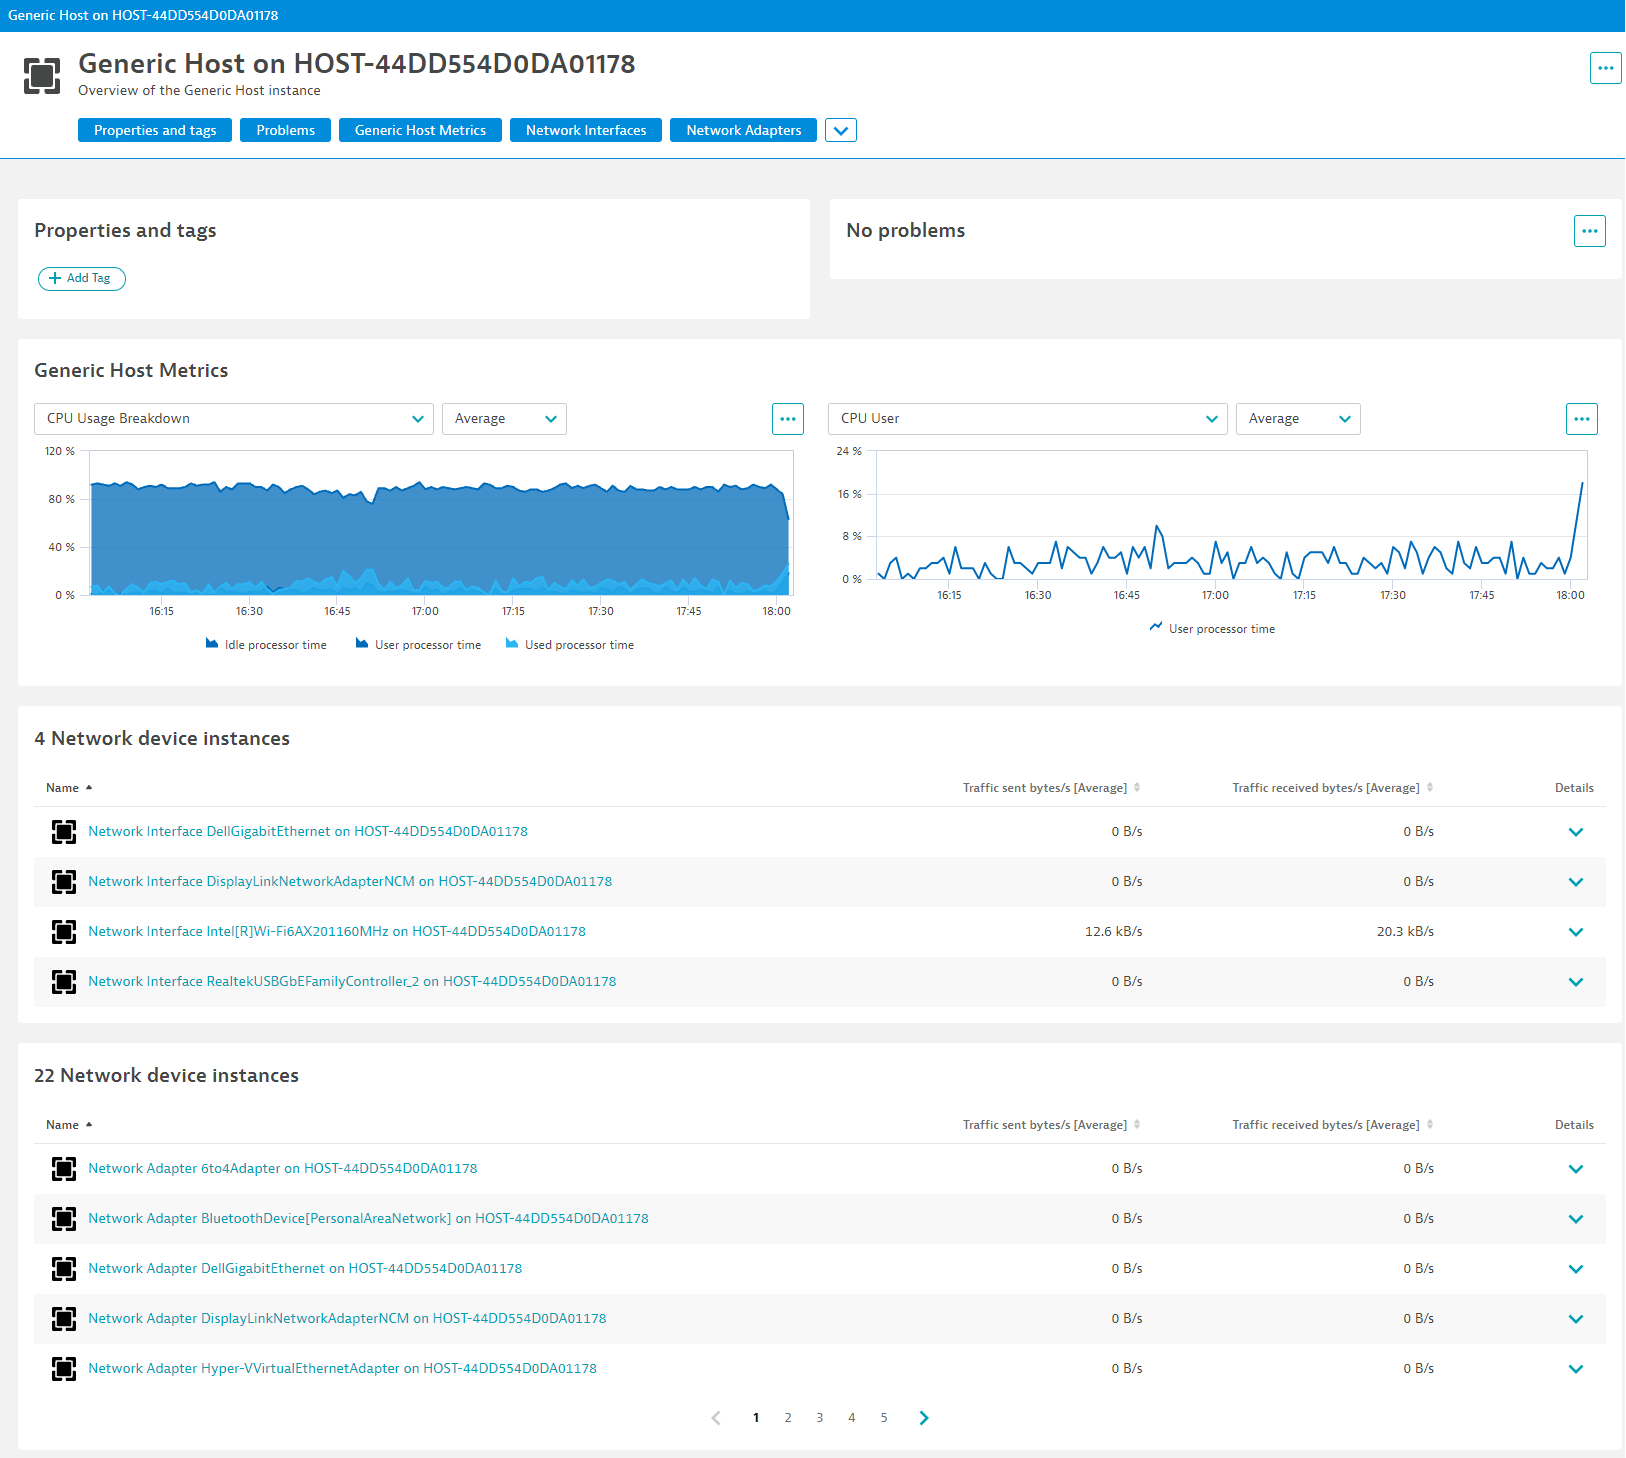 Generic Host on HOST-44DD554D0DA01178
Generic Host on HOST-44DD554D0DA01178
Overview of the Generic Host instance
Properties and tags
Problems
Generic Host Metrics
Network Interfaces
Network Adapters
Properties and tags
Add Tag
No problems
Generic Host Metrics
CPU Usage Breakdown
Average
120 %
80 %
40 %
0 %
16:15 16:30 16:45 17:00 17:15 17:30 17:45 18:00
Idle processor time User processor time Used processor time
CPU User
Average
24 %
16 %
8 %
0 %
16:15 16:30 16:45 17:00 17:15 17:30 17:45 18:00
User processor time
4 Network device instances
Name Traffic sent bytes/s [Average] Traffic received bytes/s [Average] Details
Network Interface DellGigabitEthernet on HOST-44DD554D0DA01178 0 B/s 0 B/s
Network Interface DisplayLinkNetworkAdapterNCM on HOST-44DD554D0DA01178 0 B/s 0 B/s
Network Interface Intel[R]Wi-Fi6AX201160MHz on HOST-44DD554D0DA01178 12.6 kB/s 20.3 kB/s
Network Interface RealtekUSBGbEFamilyController_2 on HOST-44DD554D0DA01178 0 B/s 0 B/s
22 Network device instances
Name Traffic sent bytes/s [Average] Traffic received bytes/s [Average] Details
Network Adapter 6to4Adapter on HOST-44DD554D0DA01178 0 B/s 0 B/s
Network Adapter BluetoothDevice[PersonalAreaNetwork] on HOST-44DD554D0DA01178 0 B/s 0 B/s
Network Adapter DellGigabitEthernet on HOST-44DD554D0DA01178 0 B/s 0 B/s
Network Adapter DisplayLinkNetworkAdapterNCM on HOST-44DD554D0DA01178 0 B/s 0 B/s
Network Adapter Hyper-VVirtualEthernetAdapter on HOST-44DD554D0DA01178 0 B/s 0 B/s
1 2 3 4 5